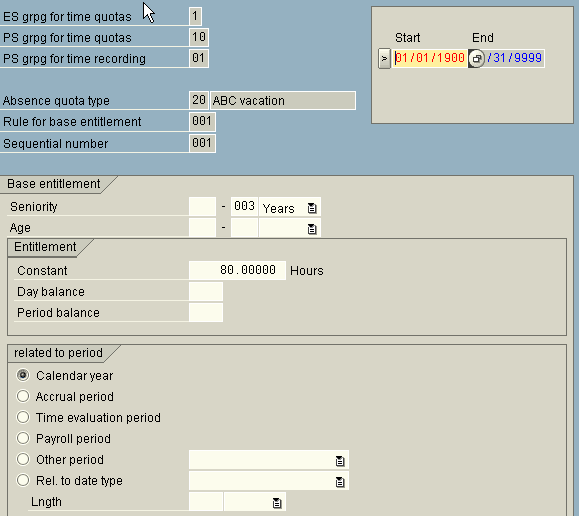 ES grpg for time quotas 1
PS grpg for time quotas 10
PS grpg for time recording 01
Start End
> 01/01/1900 /31/9999
Absence quota type 20 ABC vacation
Rule for base entitlement 001
Sequential number 001
Base entitlement
Seniority - 003 Years
Age -
Entitlement
Constant 80.00000 Hours
Day balance
Period balance
related to period
Calendar year
Accrual period
Time evaluation period
Payroll period
Other period
Rel. to date type
Lngth